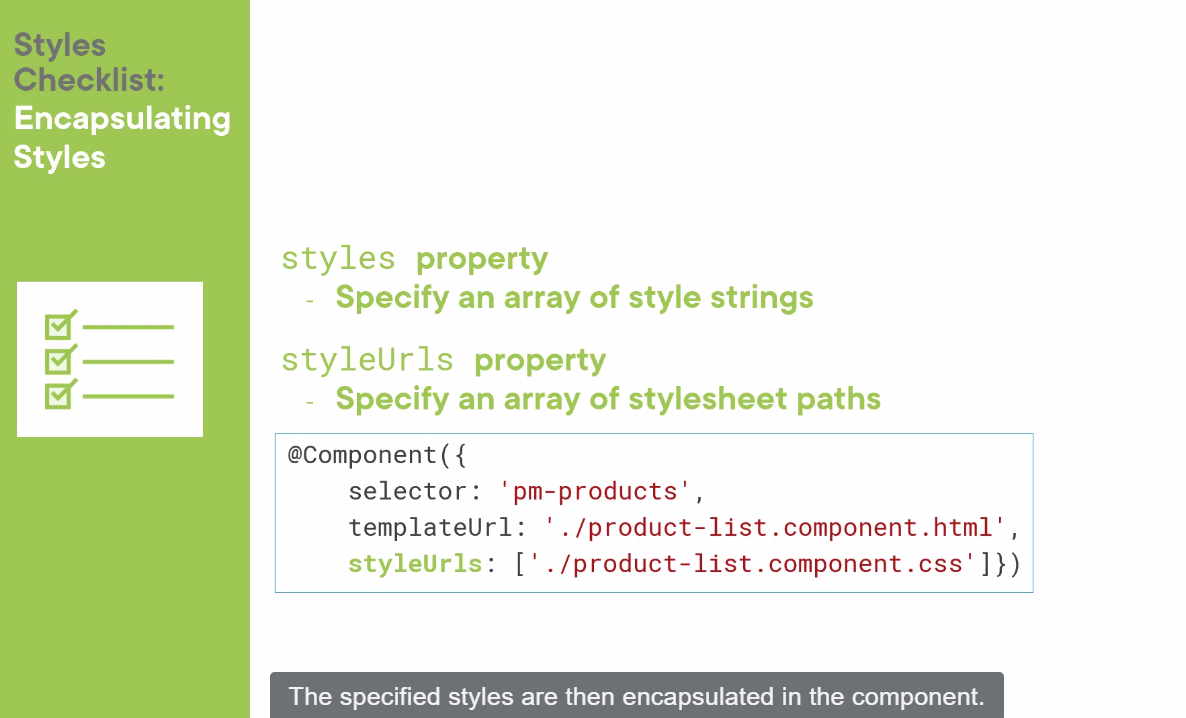 Styles
Checklist:
Encapsulating
Styles
styles property
- Specify an array of style strings
styleUrls property
- Specify an array of stylesheet paths
@Component({
    selector: 'pm-products',
    templateUrl: './product-list.component.html',
    styleUrls: ['./product-list.component.css']})
The specified styles are then encapsulated in the component.